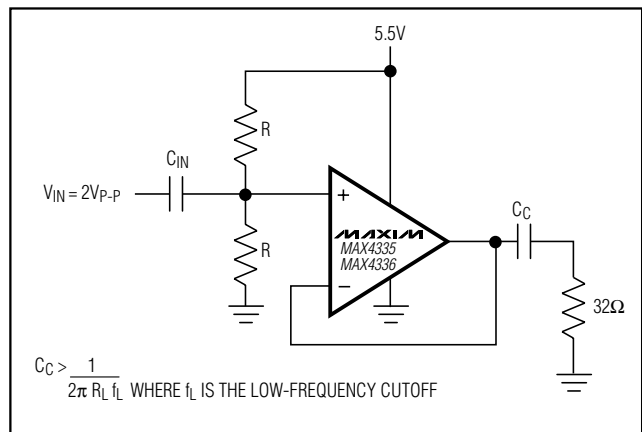 5.5V
R
C_IN
V_IN = 2V_P-P
+
R
MAXIM
MAX4335
MAX4336
−
C_C
32Ω
C_C > 1 / 2π R_L f_L WHERE f_L IS THE LOW-FREQUENCY CUTOFF